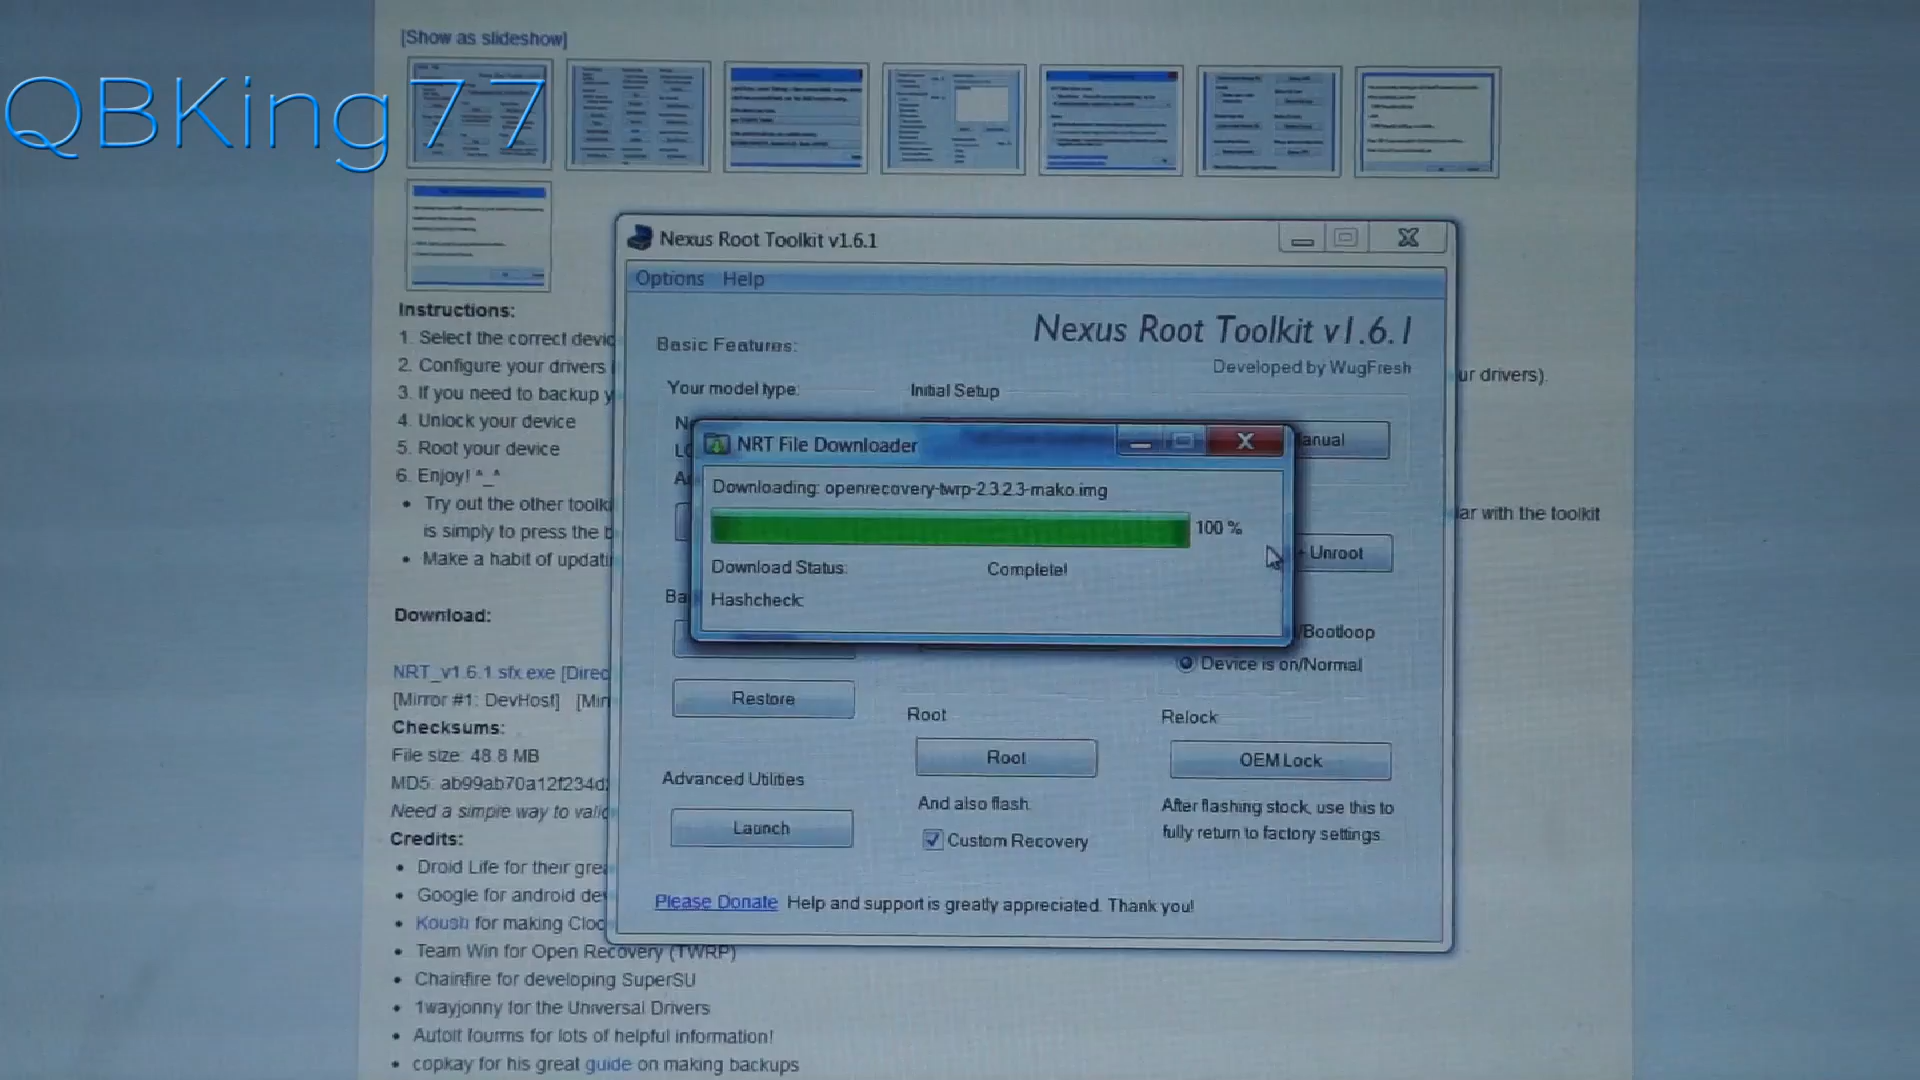 [Show as slideshow]
QBKing77
Nexus Root Toolkit v1.6.1
Options Help
Nexus Root Toolkit v1.6.1
Developed by WugFresh
Basic Features:
Your model type:
Initial Setup
Instructions:
1. Select the correct devic
2. Configure your drivers
ur drivers).
3. If you need to backup y
4. Unlock your device
5. Root your device
6. Enjoy! ^_^
• Try out the other toolk
ar with the toolkit
is simply to press the b
• Make a habit of updati
anual
NRT File Downloader
Downloading: openrecovery-twrp-2.3.2.3-mako.img
100 %
Download Status: Complete!
Hashcheck:
Unroot
Ba
/Bootloop
Device is on/Normal
Restore
Root
Root
Relock
OEM Lock
Advanced Utilities
Launch
And also flash:
Custom Recovery
After flashing stock, use this to
fully return to factory settings.
Please Donate Help and support is greatly appreciated. Thank you!
Download:
NRT_v1.6.1.sfx.exe [Direc
[Mirror #1: DevHost] [Mir
Checksums:
File size: 48.8 MB
MD5: ab99ab70a12f234d
Need a simple way to valid
Credits:
• Droid Life for their grea
• Google for android de
• Koush for making Cloc
• Team Win for Open Recovery (TWRP)
• Chainfire for developing SuperSU
• 1wayjonny for the Universal Drivers
• Autoit fourms for lots of helpful information!
• copkay for his great guide on making backups